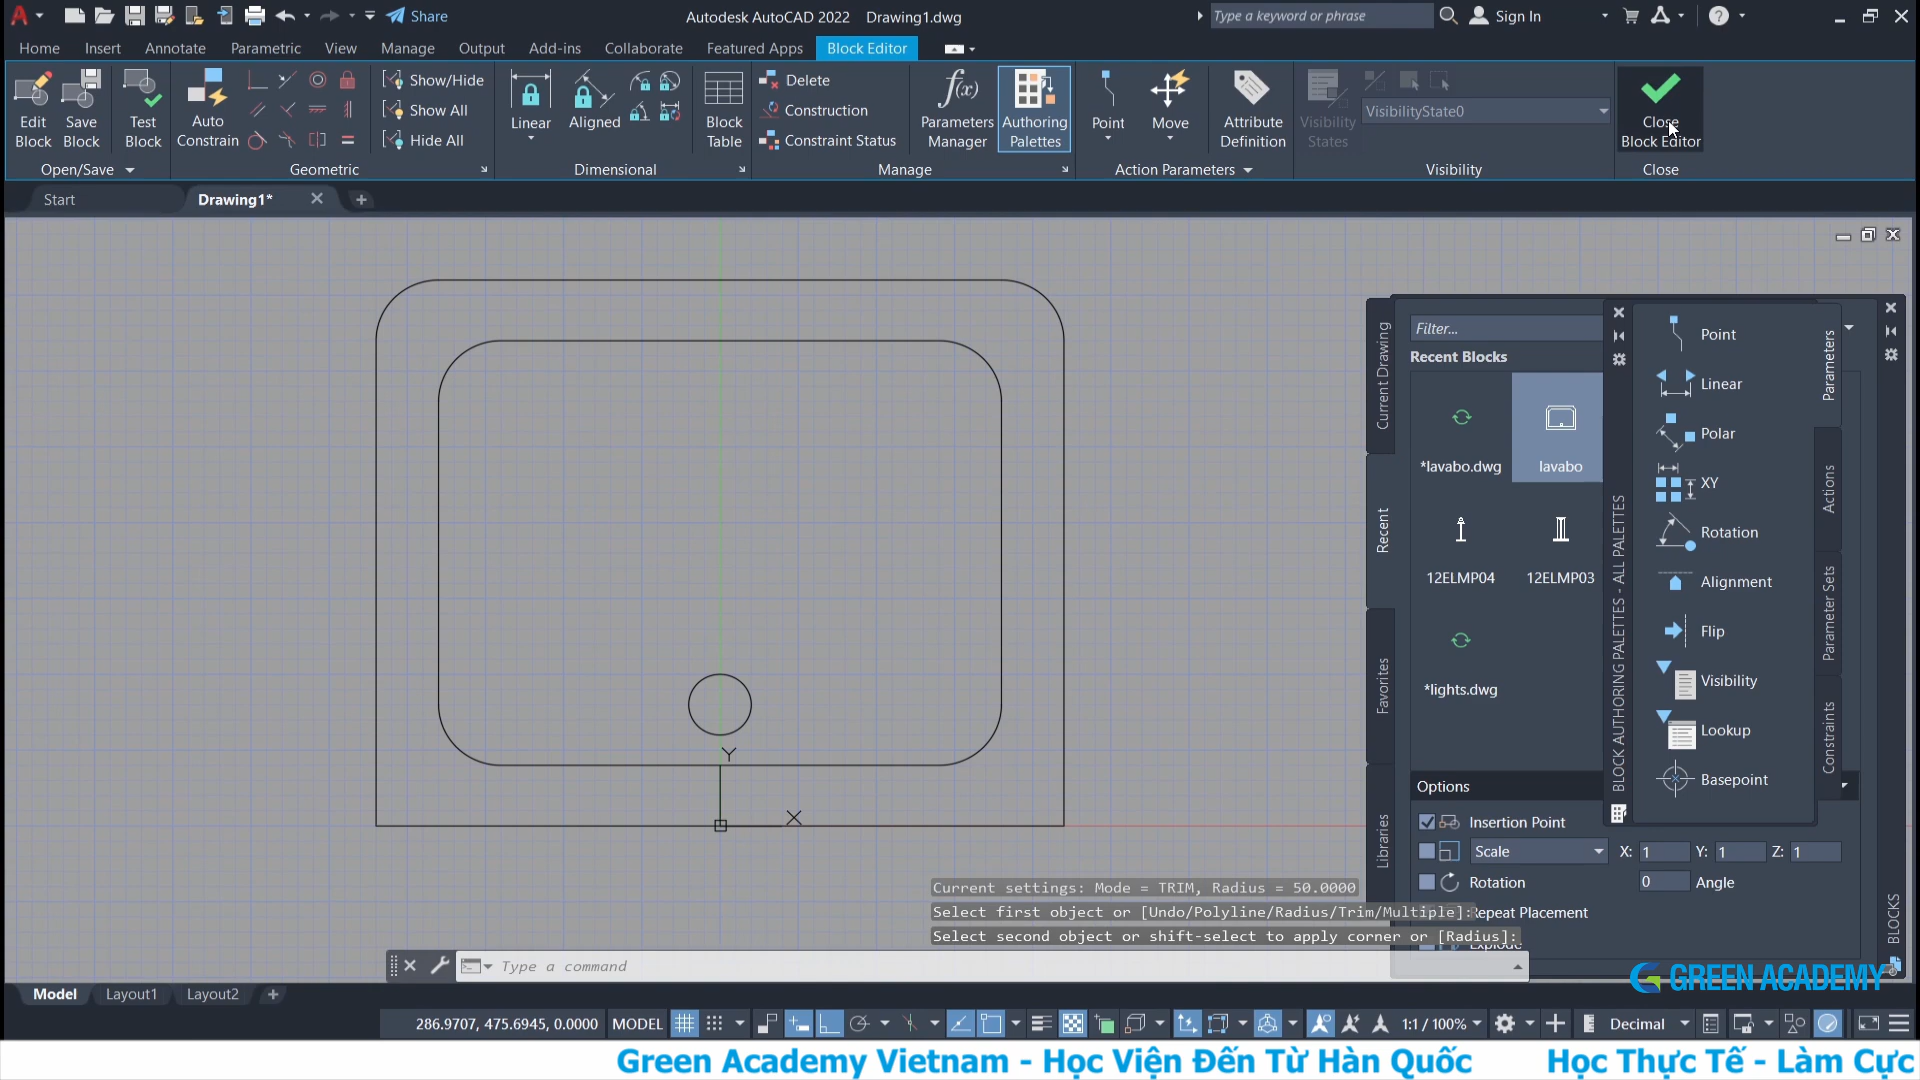 Share
Autodesk AutoCAD 2022 Drawing1.dwg
Type a keyword or phrase
Sign In
Home Insert Annotate Parametric View Manage Output Add-ins Collaborate Featured Apps Block Editor
Edit Block
Save Block
Test Block
Open/Save
Auto Constrain
Show/Hide
Show All
Hide All
Geometric
Linear
Aligned
Block Table
Dimensional
Delete
Construction
Constraint Status
Parameters Manager
Authoring Palettes
Manage
Point
Move
Attribute Definition
Action Parameters
Visibility States
VisibilityState0
Visibility
Close Block Editor
Close
Start
Drawing1*
Y
X
Current Drawing
Recent
Favorites
Libraries
Filter...
Recent Blocks
*lavabo.dwg
lavabo
12ELMP04
12ELMP03
*lights.dwg
Options
Insertion Point
Scale X: 1 Y: 1 Z: 1
Rotation 0 Angle
Repeat Placement
Explode
BLOCKS
BLOCK AUTHORING PALETTES - ALL PALETTES
Point
Linear
Polar
XY
Rotation
Alignment
Flip
Visibility
Lookup
Basepoint
Parameters
Actions
Parameter Sets
Constraints
Current settings: Mode = TRIM, Radius = 50.0000
Select first object or [Undo/Polyline/Radius/Trim/Multiple]:
Select second object or shift-select to apply corner or [Radius]:
Type a command
GREEN ACADEMY
Model Layout1 Layout2
286.9707, 475.6945, 0.0000 MODEL
1:1 / 100%
Decimal
Green Academy Vietnam - Học Viện Đến Từ Hàn Quốc Học Thực Tế - Làm Cực